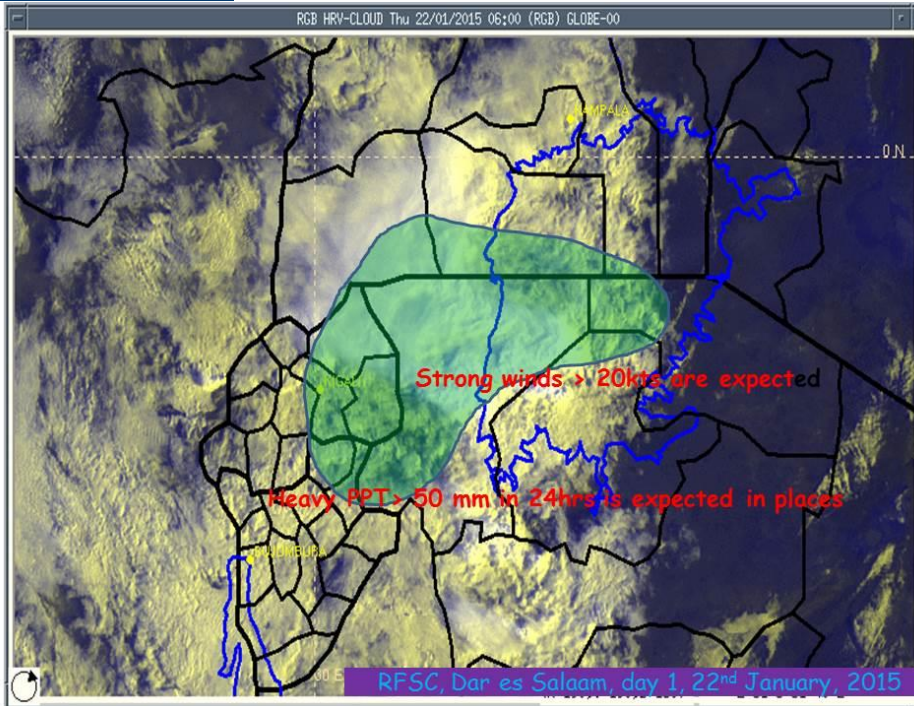 RGB HRV-CLOUD Thu 22/01/2015 06:00 (RGB) GLOBE-00
KAMPALA
0 N
KIGALI
Strong winds > 20kts are expected
Heavy PPT> 50 mm in 24hrs is expected in places
BUJUMBURA
RFSC, Dar es Salaam, day 1, 22nd January, 2015